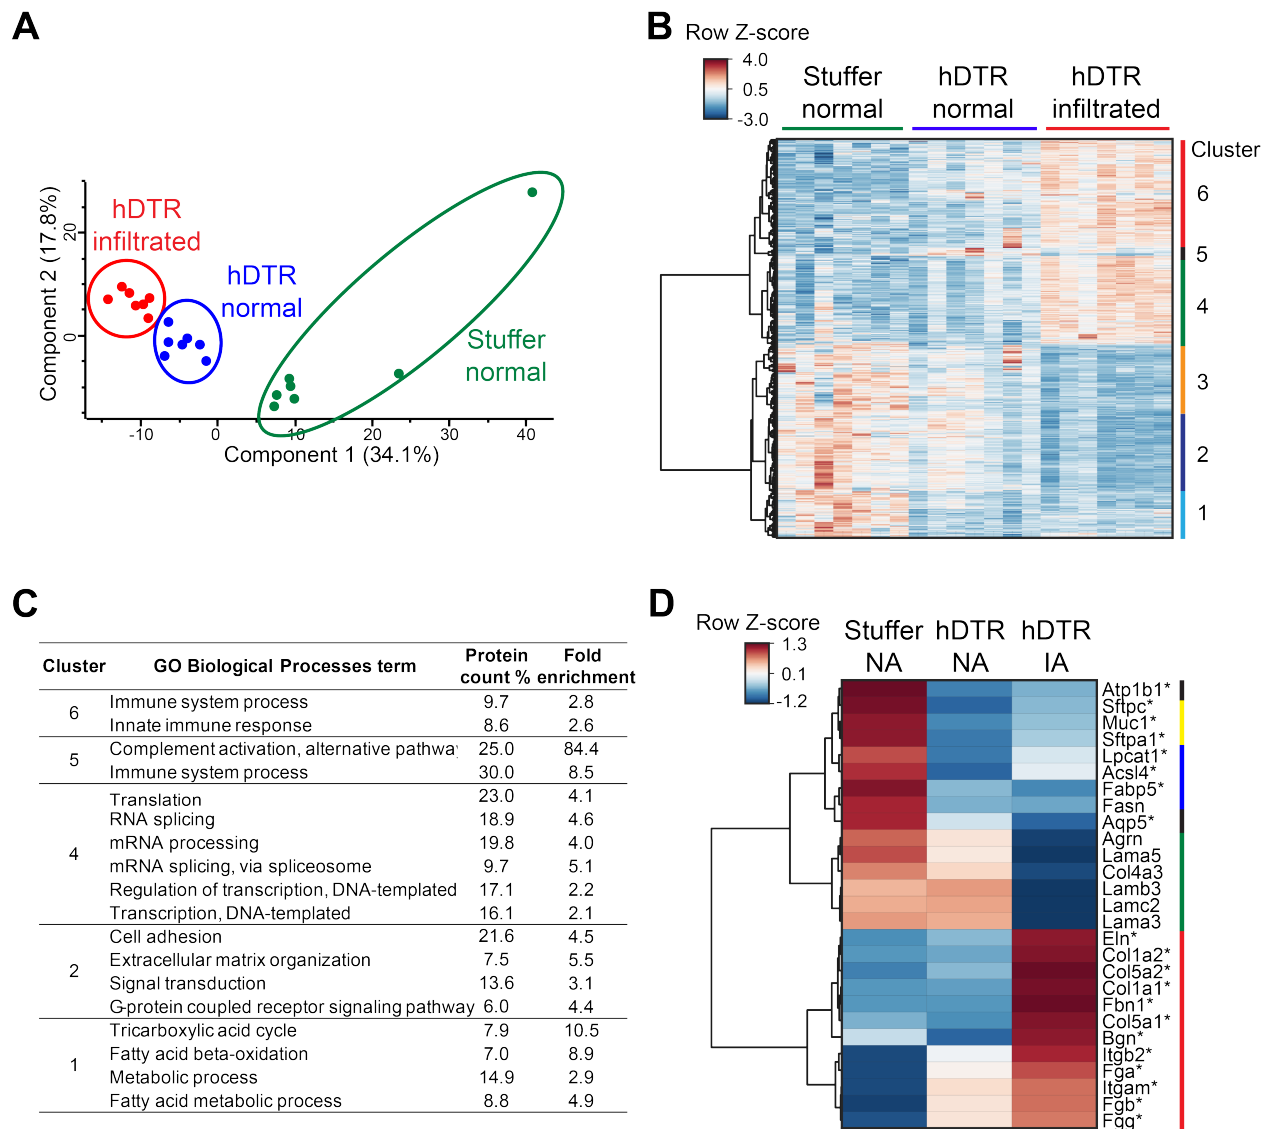 A
hDTR
infiltrated
hDTR
normal
Stuffer
normal
Component 2 (17.8%)
20
0
-10
0
10
20
30
40
Component 1 (34.1%)
B
Row Z-score
4.0
0.5
-3.0
Stuffer
normal
hDTR
normal
hDTR
infiltrated
Cluster
6
5
4
3
2
1
C
Cluster GO Biological Processes term Protein count % Fold enrichment
6
Immune system process 9.7 2.8
Innate immune response 8.6 2.6
5
Complement activation, alternative pathway 25.0 84.4
Immune system process 30.0 8.5
4
Translation 23.0 4.1
RNA splicing 18.9 4.6
mRNA processing 19.8 4.0
mRNA splicing, via spliceosome 9.7 5.1
Regulation of transcription, DNA-templated 17.1 2.2
Transcription, DNA-templated 16.1 2.1
2
Cell adhesion 21.6 4.5
Extracellular matrix organization 7.5 5.5
Signal transduction 13.6 3.1
G-protein coupled receptor signaling pathway 6.0 4.4
1
Tricarboxylic acid cycle 7.9 10.5
Fatty acid beta-oxidation 7.0 8.9
Metabolic process 14.9 2.9
Fatty acid metabolic process 8.8 4.9
D
Row Z-score
1.3
0.1
-1.2
Stuffer
NA
hDTR
NA
hDTR
IA
Atp1b1*
Sftpc*
Muc1*
Sftpa1*
Lpcat1*
Acsl4*
Fabp5*
Fasn
Aqp5*
Agrn
Lama5
Col4a3
Lamb3
Lamc2
Lama3
Eln*
Col1a2*
Col5a2*
Col1a1*
Fbn1*
Col5a1*
Bgn*
Itgb2*
Fga*
Itgam*
Fgb*
Fgg*